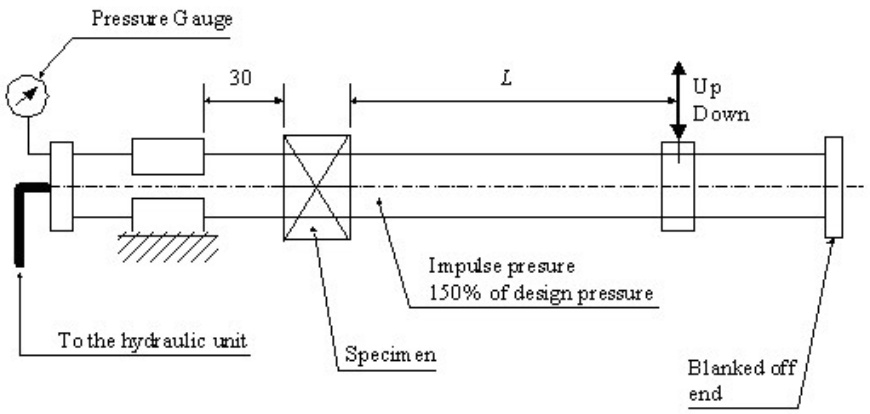 Pressure Gauge
30
L
Up
Down
Impulse presure
150% of design pressure
To the hydraulic unit
Specimen
Blanked off
end